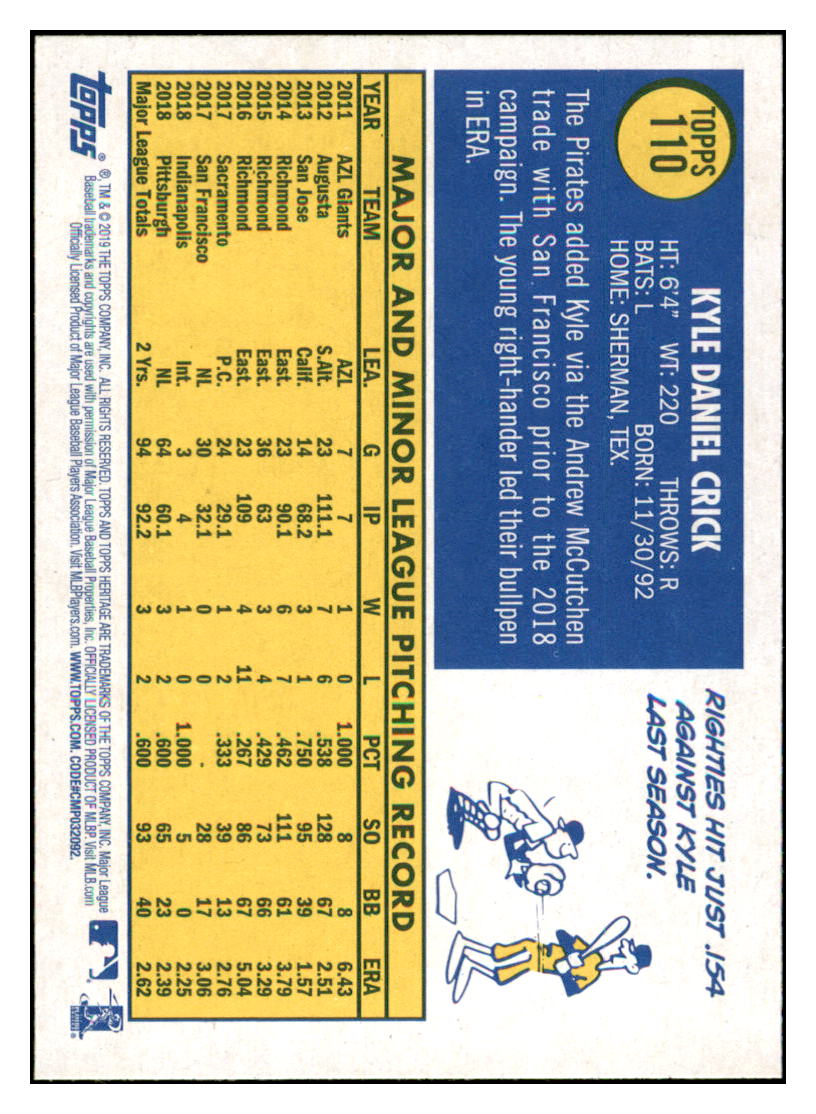 TOPPS
110
KYLE DANIEL CRICK
HT: 6'4" WT: 220 THROWS: R
BATS: L BORN: 11/30/92
HOME: SHERMAN, TEX.
The Pirates added Kyle via the Andrew McCutchen
trade with San Francisco prior to the 2018
campaign. The young right-hander led their bullpen
in ERA.
RIGHTIES HIT JUST .154
AGAINST KYLE
LAST SEASON.
MAJOR AND MINOR LEAGUE PITCHING RECORD
YEAR TEAM LEA. G IP W L PCT SO BB ERA
2011 AZL Giants AZL 7 7 1 0 1.000 8 8 6.43
2012 Augusta S.Atl. 23 111.1 7 6 .538 128 67 2.51
2013 San Jose Calif. 14 68.2 3 1 .750 95 39 1.57
2014 Richmond East. 23 90.1 6 7 .462 111 61 3.79
2015 Richmond East. 36 63 3 4 .429 73 66 3.29
2016 Richmond East. 23 109 4 11 .267 86 67 5.04
2017 Sacramento P.C. 24 29.1 1 2 .333 39 13 2.76
2017 San Francisco NL 30 32.1 0 0 - 28 17 3.06
2018 Indianapolis Int. 3 4 1 0 1.000 5 0 2.25
2018 Pittsburgh NL 64 60.1 3 2 .600 65 23 2.39
Major League Totals 2 Yrs. 94 92.2 3 2 .600 93 40 2.62
topps ® ®, TM & © 2019 THE TOPPS COMPANY, INC. ALL RIGHTS RESERVED. TOPPS AND TOPPS HERITAGE ARE TRADEMARKS OF THE TOPPS COMPANY, INC. Major League
Baseball trademarks and copyrights are used with permission of Major League Baseball Properties, Inc. OFFICIALLY LICENSED PRODUCT OF MLBP. Visit MLB.com
Officially Licensed Product of Major League Baseball Players Association. Visit MLBPlayers.com. WWW.TOPPS.COM. CODE#CMP032092.